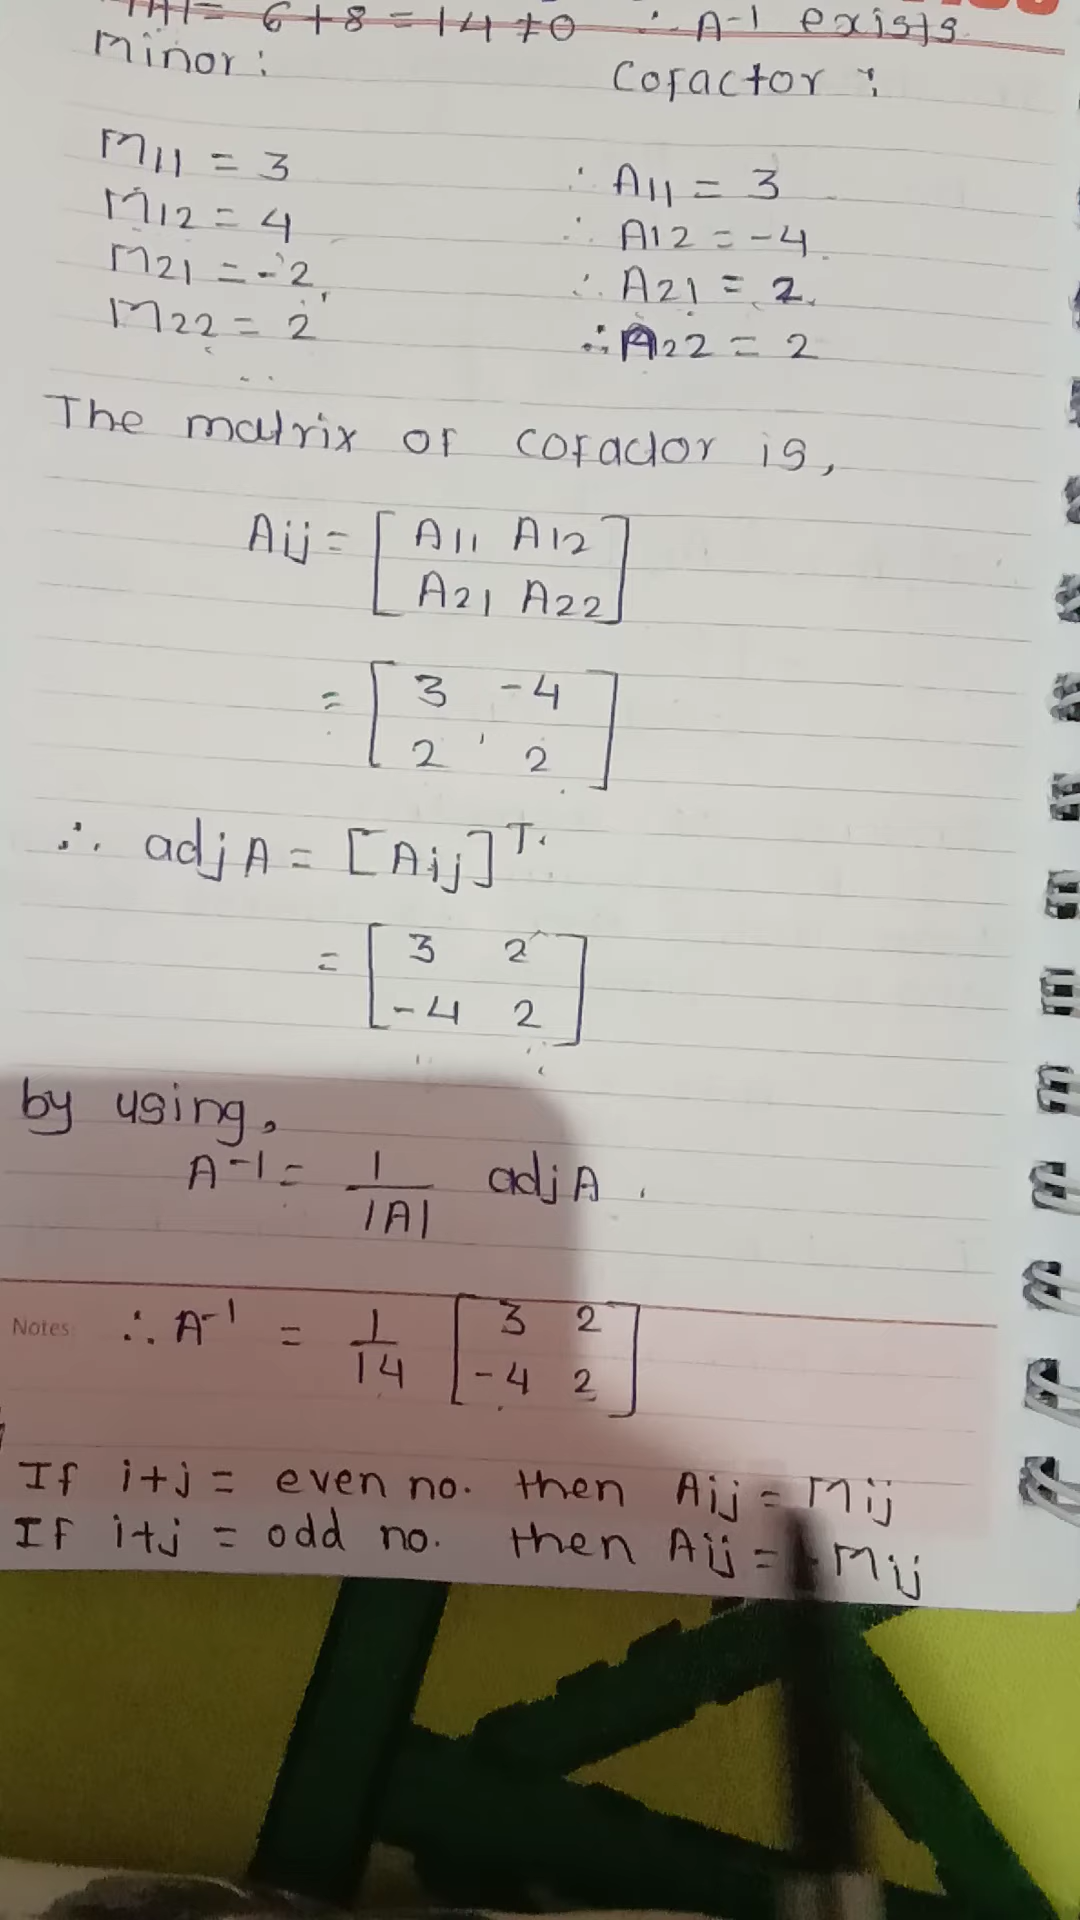 |A| = 6+8 = 14 ≠ 0 ∴ A⁻¹ exists
Minor: Cofactor:
M11 = 3 ∴ A11 = 3
M12 = 4 ∴ A12 = -4
M21 = -2 ∴ A21 = 2
M22 = 2 ∴ A22 = 2
The matrix of cofactor is,
Aij = [ A11 A12
A21 A22 ]
= [ 3 -4
2 2 ]
∴ adj A = [Aij]ᵀ
= [ 3 2
-4 2 ]
by using,
A⁻¹ = 1/|A| adj A .
Notes: ∴ A⁻¹ = 1/14 [ 3 2
-4 2 ]
If i+j = even no. then Aij = Mij
If i+j = odd no. then Aij = -Mij